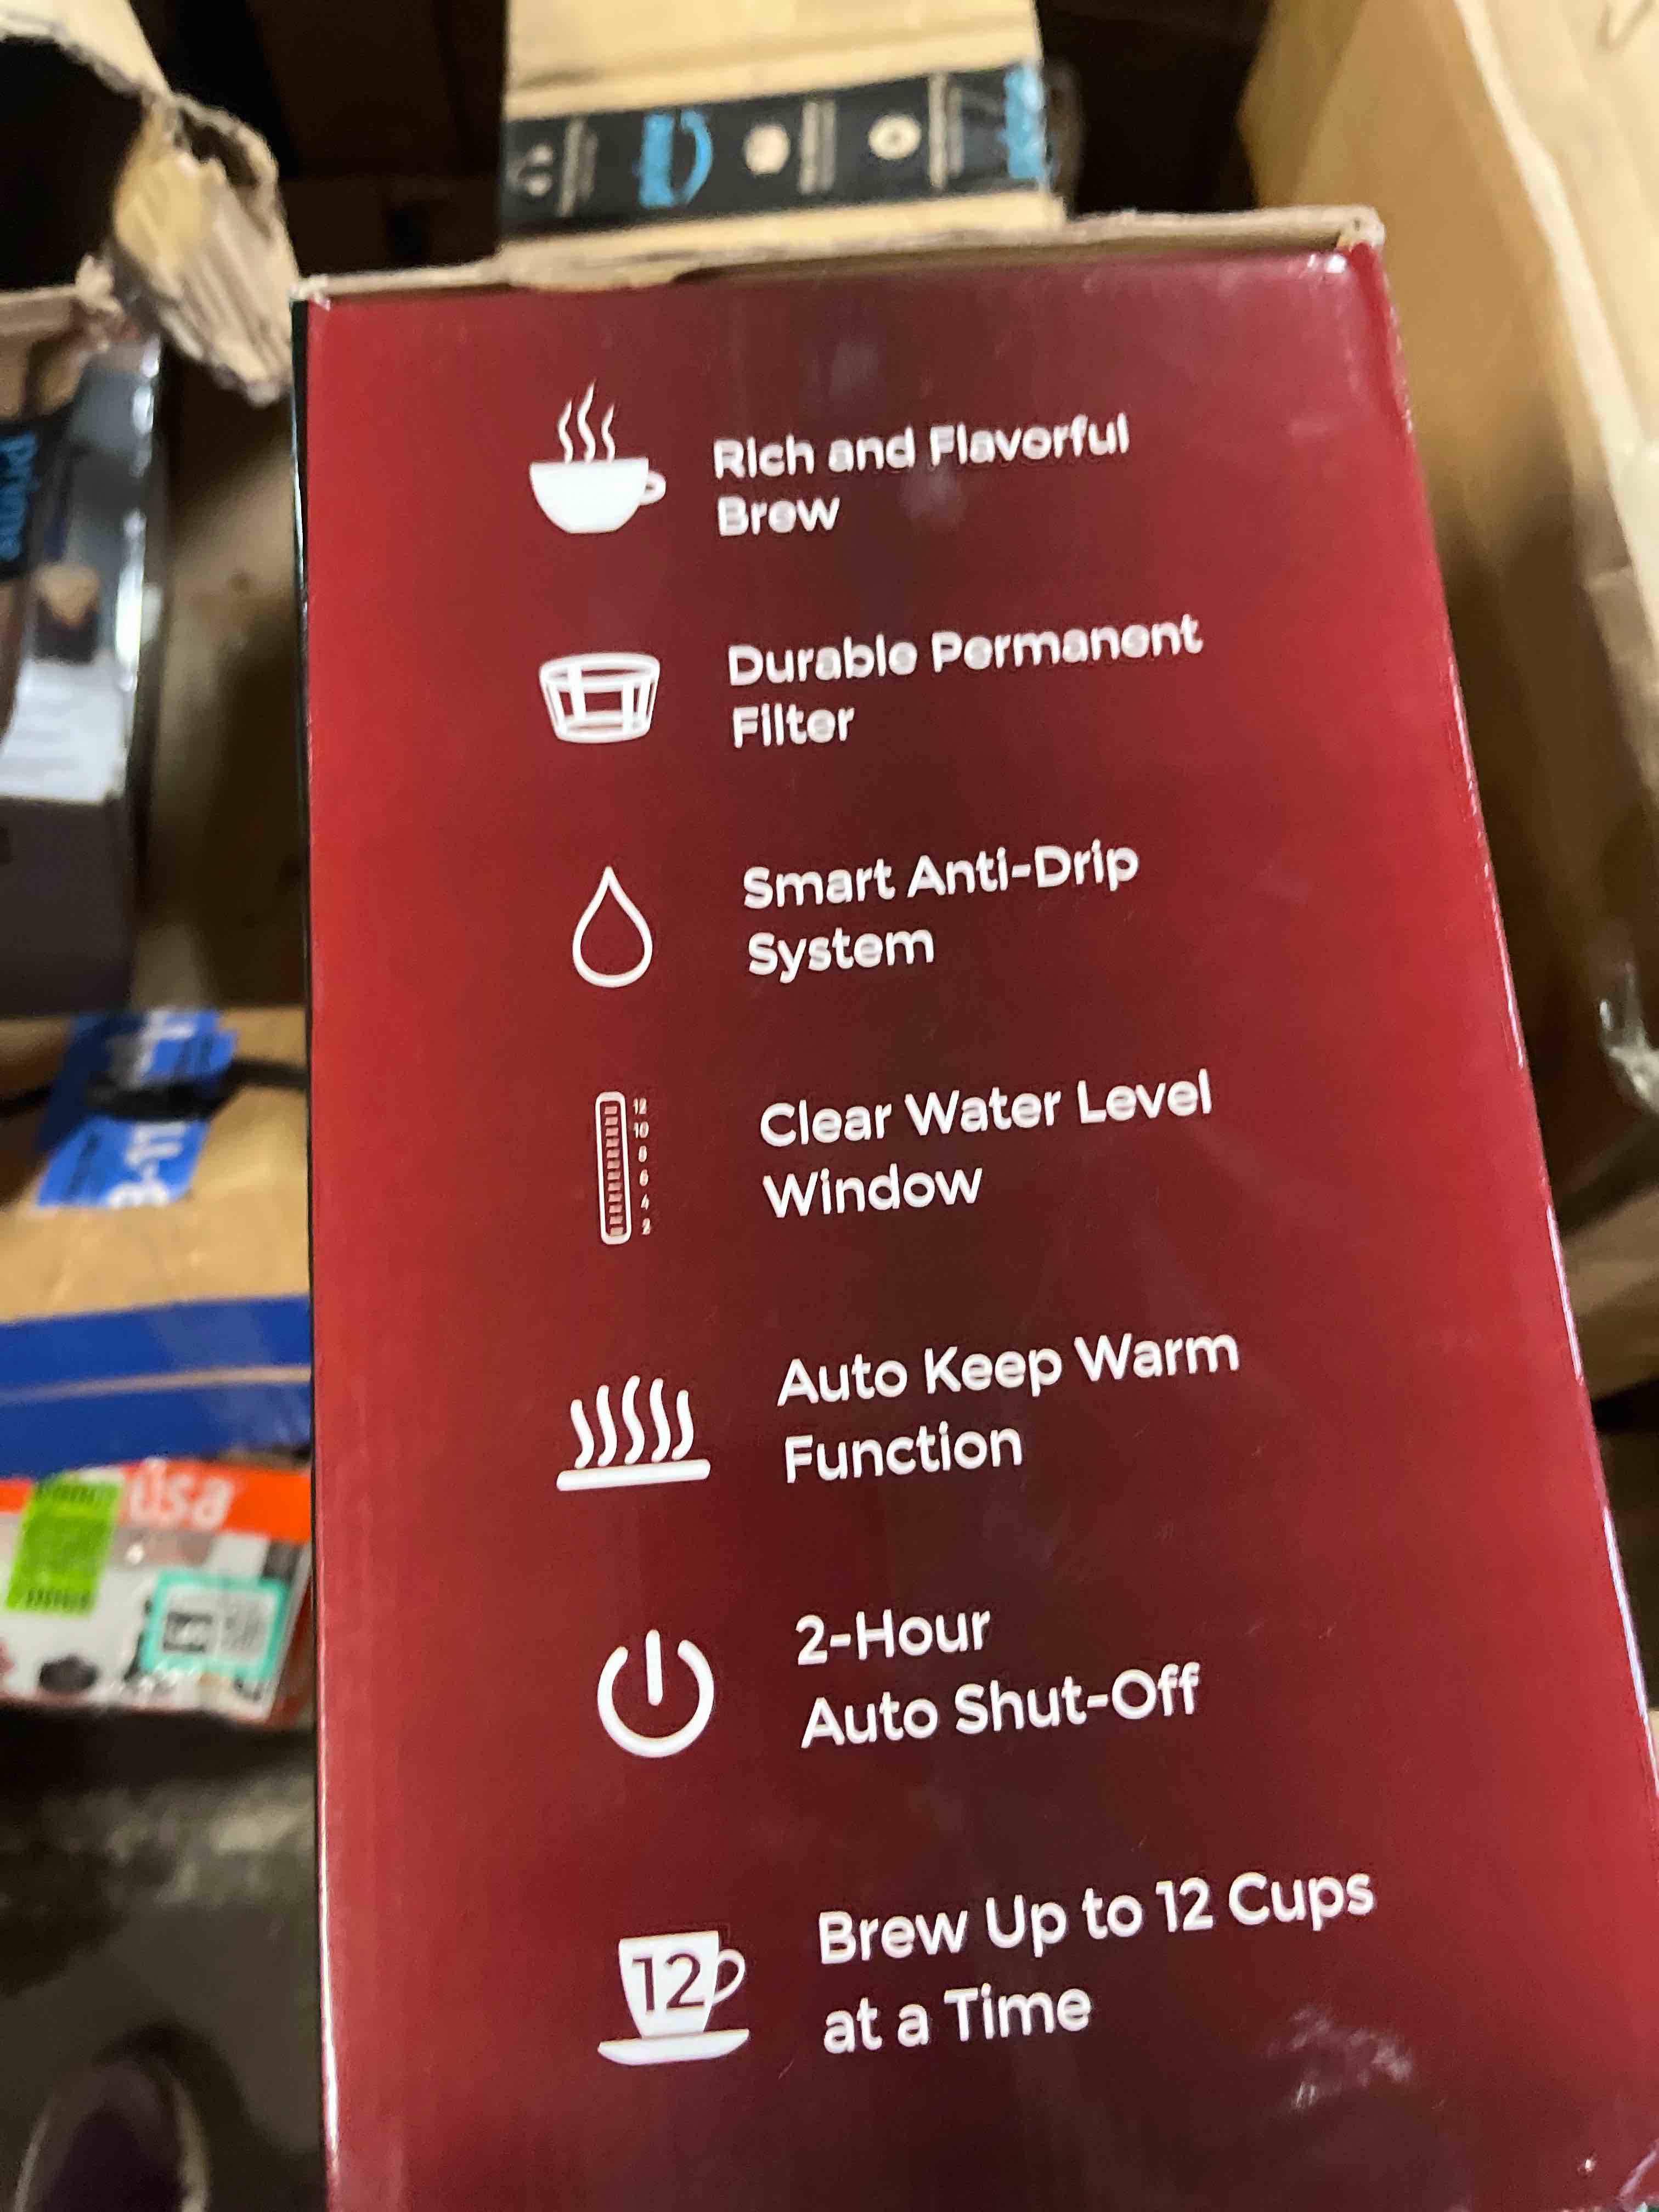 Rich and Flavorful
Brew
Durable Permanent
Filter
Smart Anti-Drip
System
12
10
8
6
4
2
Clear Water Level
Window
Auto Keep Warm
Function
2-Hour
Auto Shut-Off
12
Brew Up to 12 Cups
at a Time
prime
úsa